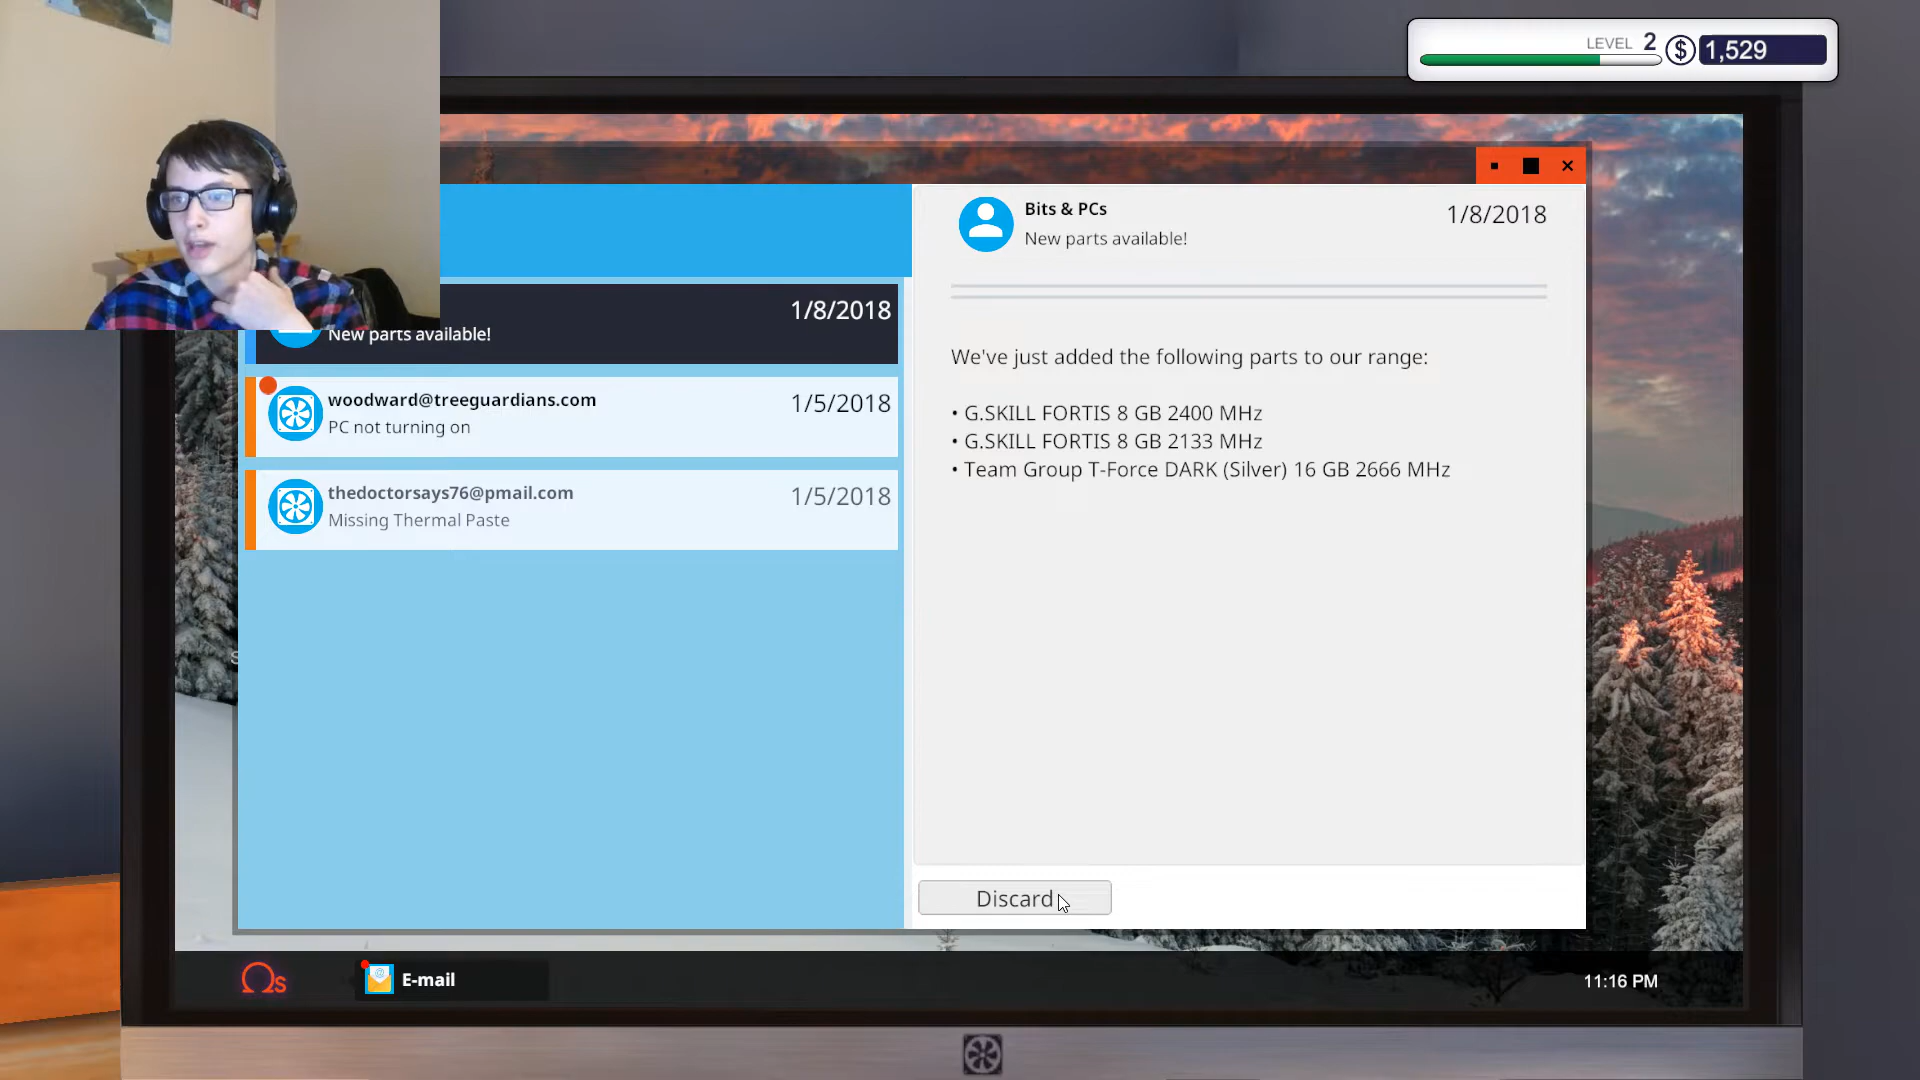 LEVEL 2 $ 1,529
Bits & PCs
1/8/2018
New parts available!
1/8/2018
New parts available!
woodward@treeguardians.com
1/5/2018
PC not turning on
thedoctorsays76@pmail.com
1/5/2018
Missing Thermal Paste
We've just added the following parts to our range:
• G.SKILL FORTIS 8 GB 2400 MHz
• G.SKILL FORTIS 8 GB 2133 MHz
• Team Group T-Force DARK (Silver) 16 GB 2666 MHz
Discard
Ωs
E-mail
11:16 PM